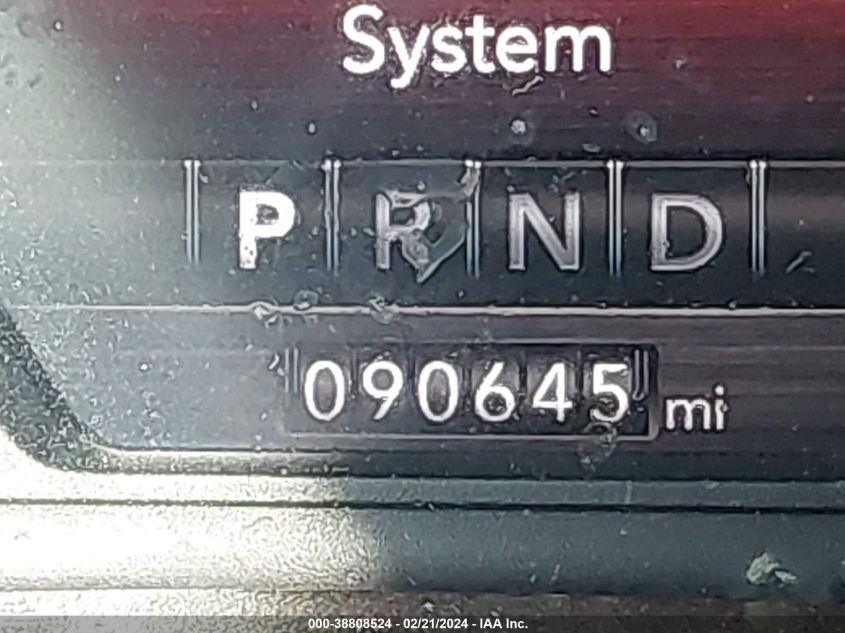 System
P R N D
090645 mi
000-38808524 - 02/21/2024 - IAA Inc.